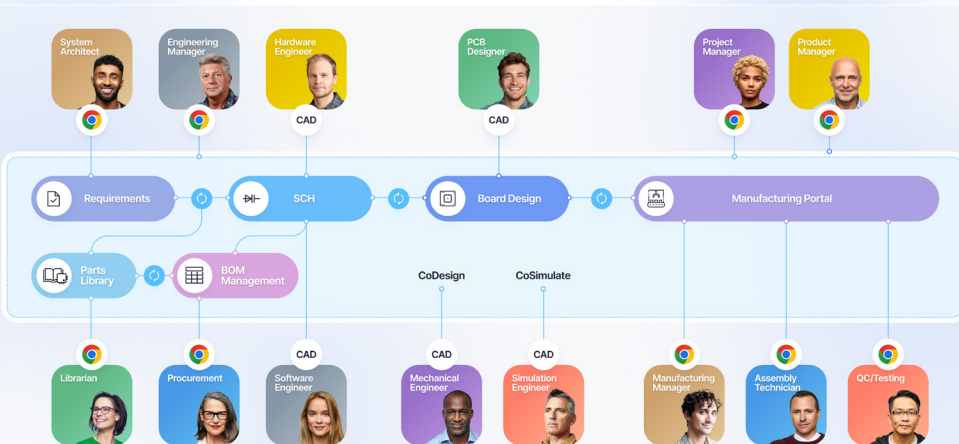 System
Architect
Engineering
Manager
Hardware
Engineer
PCB
Designer
Project
Manager
Product
Manager
CAD
CAD
Requirements
SCH
Board Design
Manufacturing Portal
Parts
Library
BOM
Management
CoDesign
CoSimulate
CAD
CAD
CAD
Librarian
Procurement
Software
Engineer
Mechanical
Engineer
Simulation
Engineer
Manufacturing
Manager
Assembly
Technician
QC/Testing